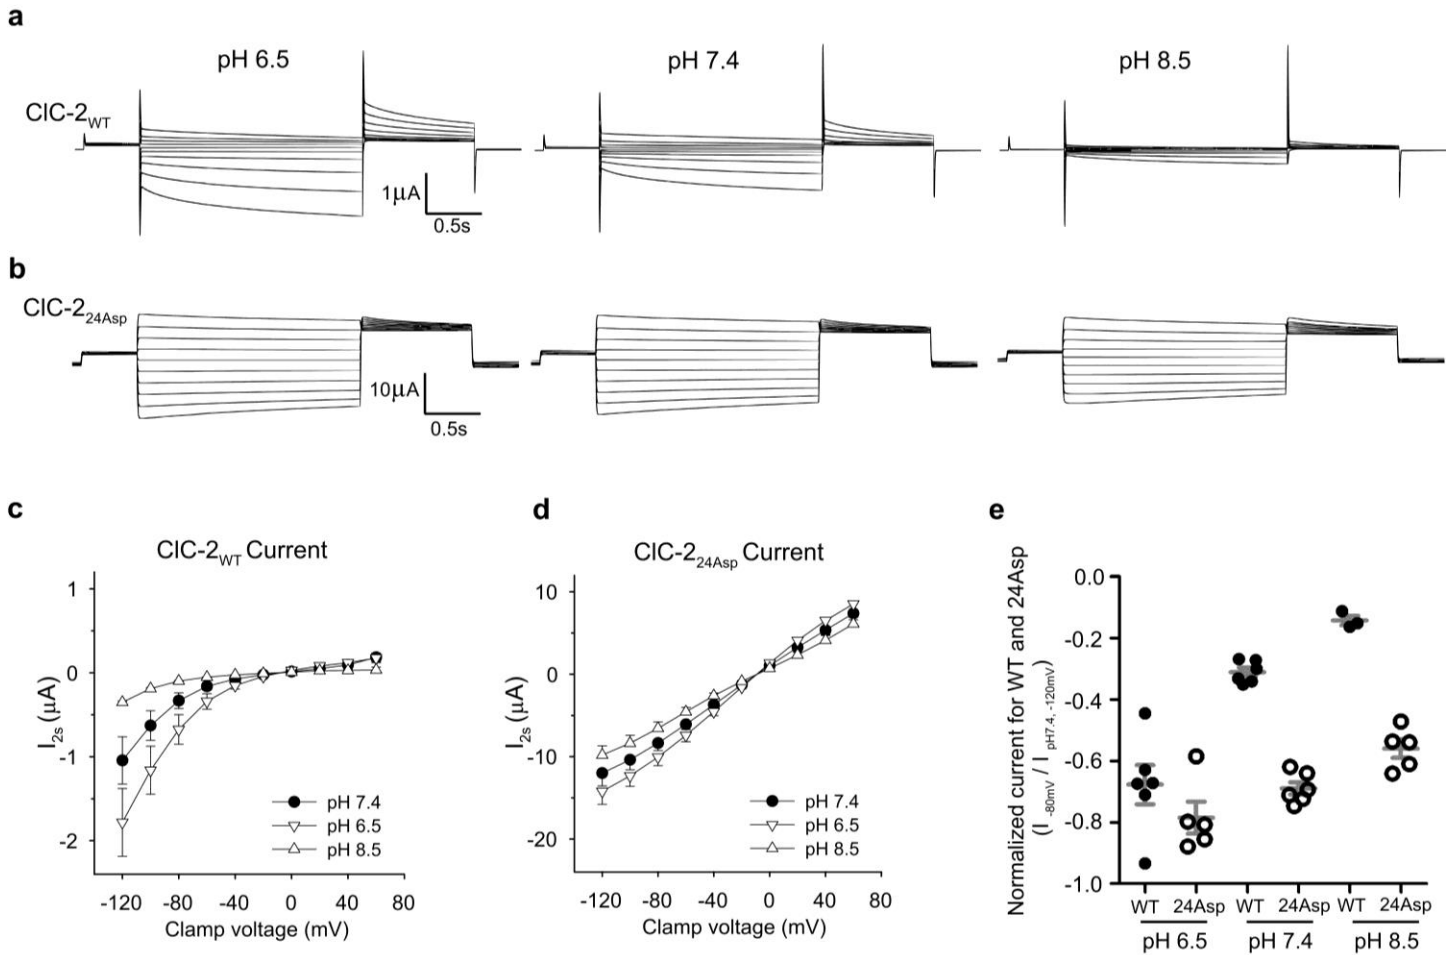 a
pH 6.5
pH 7.4
pH 8.5
ClC-2WT
1μA
0.5s
b
ClC-224Asp
10μA
0.5s
c
ClC-2WT Current
1
0
-1
-2
I2s (μA)
pH 7.4
pH 6.5
pH 8.5
-120 -80 -40 0 40 80
Clamp voltage (mV)
d
ClC-224Asp Current
10
0
-10
-20
I2s (μA)
pH 7.4
pH 6.5
pH 8.5
-120 -80 -40 0 40 80
Clamp voltage (mV)
e
Normalized current for WT and 24Asp
(I -80mV / I pH7.4, -120mV)
0.0
-0.2
-0.4
-0.6
-0.8
-1.0
WT 24Asp WT 24Asp WT 24Asp
pH 6.5 pH 7.4 pH 8.5